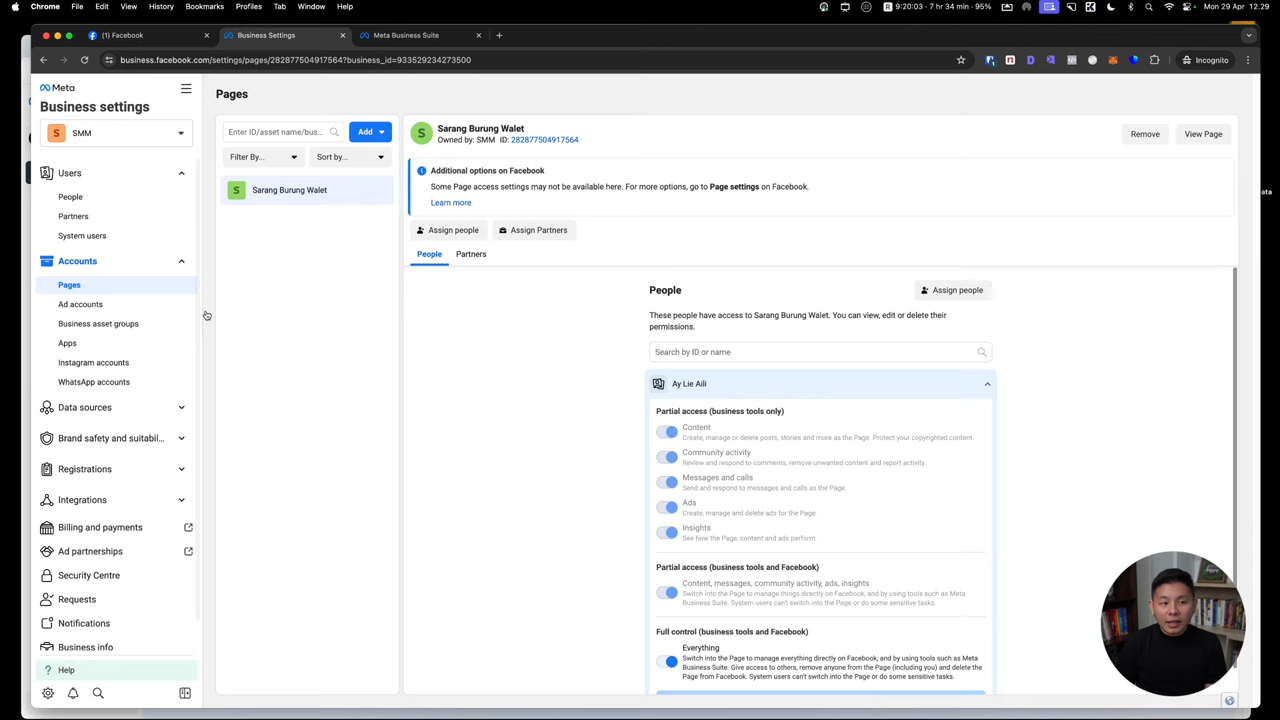 Chrome File Edit View History Bookmarks Profiles Tab Window Help
R 9:20:03 • 7 hr 34 min • 95%
Mon 29 Apr 12.29
Facebook
Business Settings
Meta Business Suite
business.facebook.com/settings/pages/282877504917564?business_id=933529234273500
Incognito
Meta
Business settings
S SMM
Users
People
Partners
System users
Accounts
Pages
Ad accounts
Business asset groups
Apps
Instagram accounts
WhatsApp accounts
Data sources
Brand safety and suitabil...
Registrations
Integrations
Billing and payments
Ad partnerships
Security Centre
Requests
Notifications
Business info
? Help
Pages
Enter ID/asset name/bus...
Add
Filter By...
Sort by...
S Sarang Burung Walet
S
Sarang Burung Walet
Owned by: SMM ID: 282877504917564
Remove
View Page
Additional options on Facebook
Some Page access settings may not be available here. For more options, go to Page settings on Facebook.
Learn more
Assign people
Assign Partners
People
Partners
People
Assign people
These people have access to Sarang Burung Walet. You can view, edit or delete their
permissions.
Search by ID or name
Ay Lie Aili
Partial access (business tools only)
Content
Create, manage or delete posts, stories and more as the Page. Protect your copyrighted content.
Community activity
Review and respond to comments, remove unwanted content and report activity.
Messages and calls
Send and respond to messages and calls as the Page.
Ads
Create, manage and delete ads for the Page.
Insights
See how the Page, content and ads perform.
Partial access (business tools and Facebook)
Content, messages, community activity, ads, insights
Switch into the Page to manage things directly on Facebook, and by using tools such as Meta
Business Suite. System users can't switch into the Page or do some sensitive tasks.
Full control (business tools and Facebook)
Everything
Switch into the Page to manage everything directly on Facebook, and by using tools such as Meta
Business Suite. Give access to others, remove anyone from the Page (including you) and delete the
Page from Facebook. System users can't switch into the Page or do some sensitive tasks.
ata